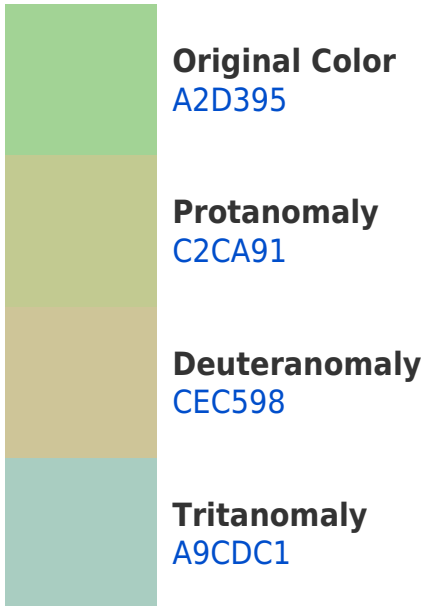 Original Color
A2D395
Protanomaly
C2CA91
Deuteranomaly
CEC598
Tritanomaly
A9CDC1